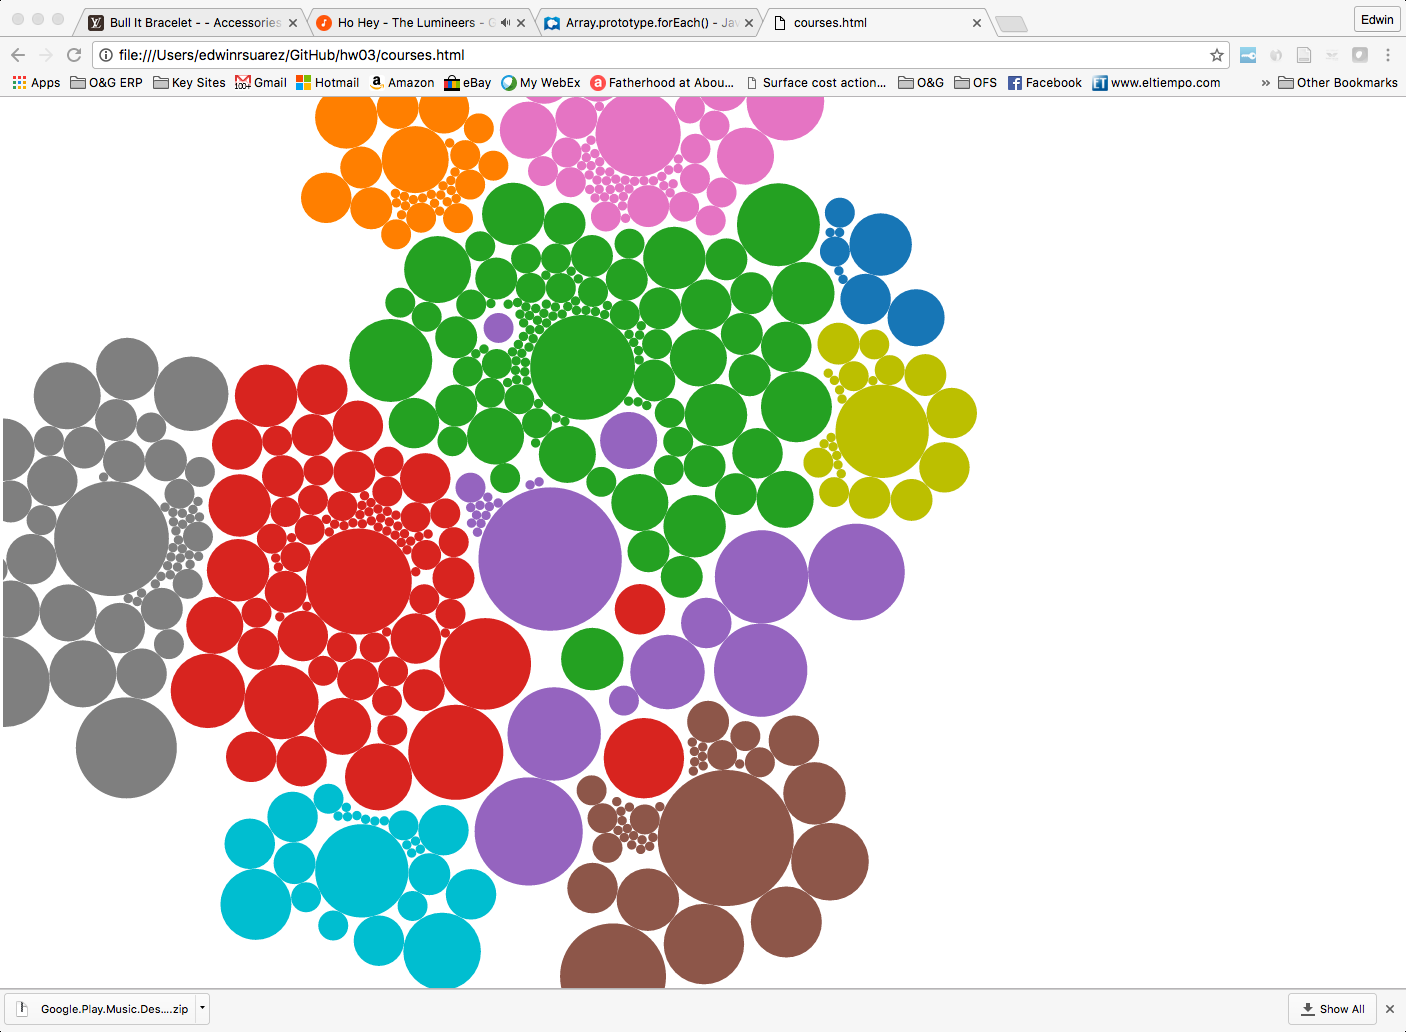 Bull It Bracelet - - Accessories
Ho Hey - The Lumineers - G
Array.prototype.forEach() - Jav
courses.html
Edwin
file:///Users/edwinrsuarez/GitHub/hw03/courses.html
Apps
O&G ERP
Key Sites
100+
Gmail
Hotmail
a
Amazon
eBay
My WebEx
a
Fatherhood at Abou...
Surface cost action...
O&G
OFS
Facebook
ET
www.eltiempo.com
»
Other Bookmarks
Google.Play.Music.Des....zip
Show All